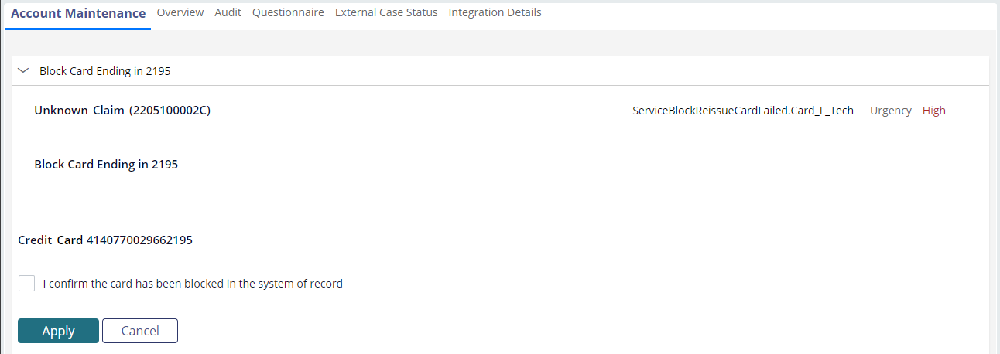 Account Maintenance Overview Audit Questionnaire External Case Status Integration Details
Block Card Ending in 2195
Unknown Claim (2205100002C) ServiceBlockReissueCardFailed.Card_F_Tech Urgency High
Block Card Ending in 2195
Credit Card 4140770029662195
I confirm the card has been blocked in the system of record
Apply Cancel